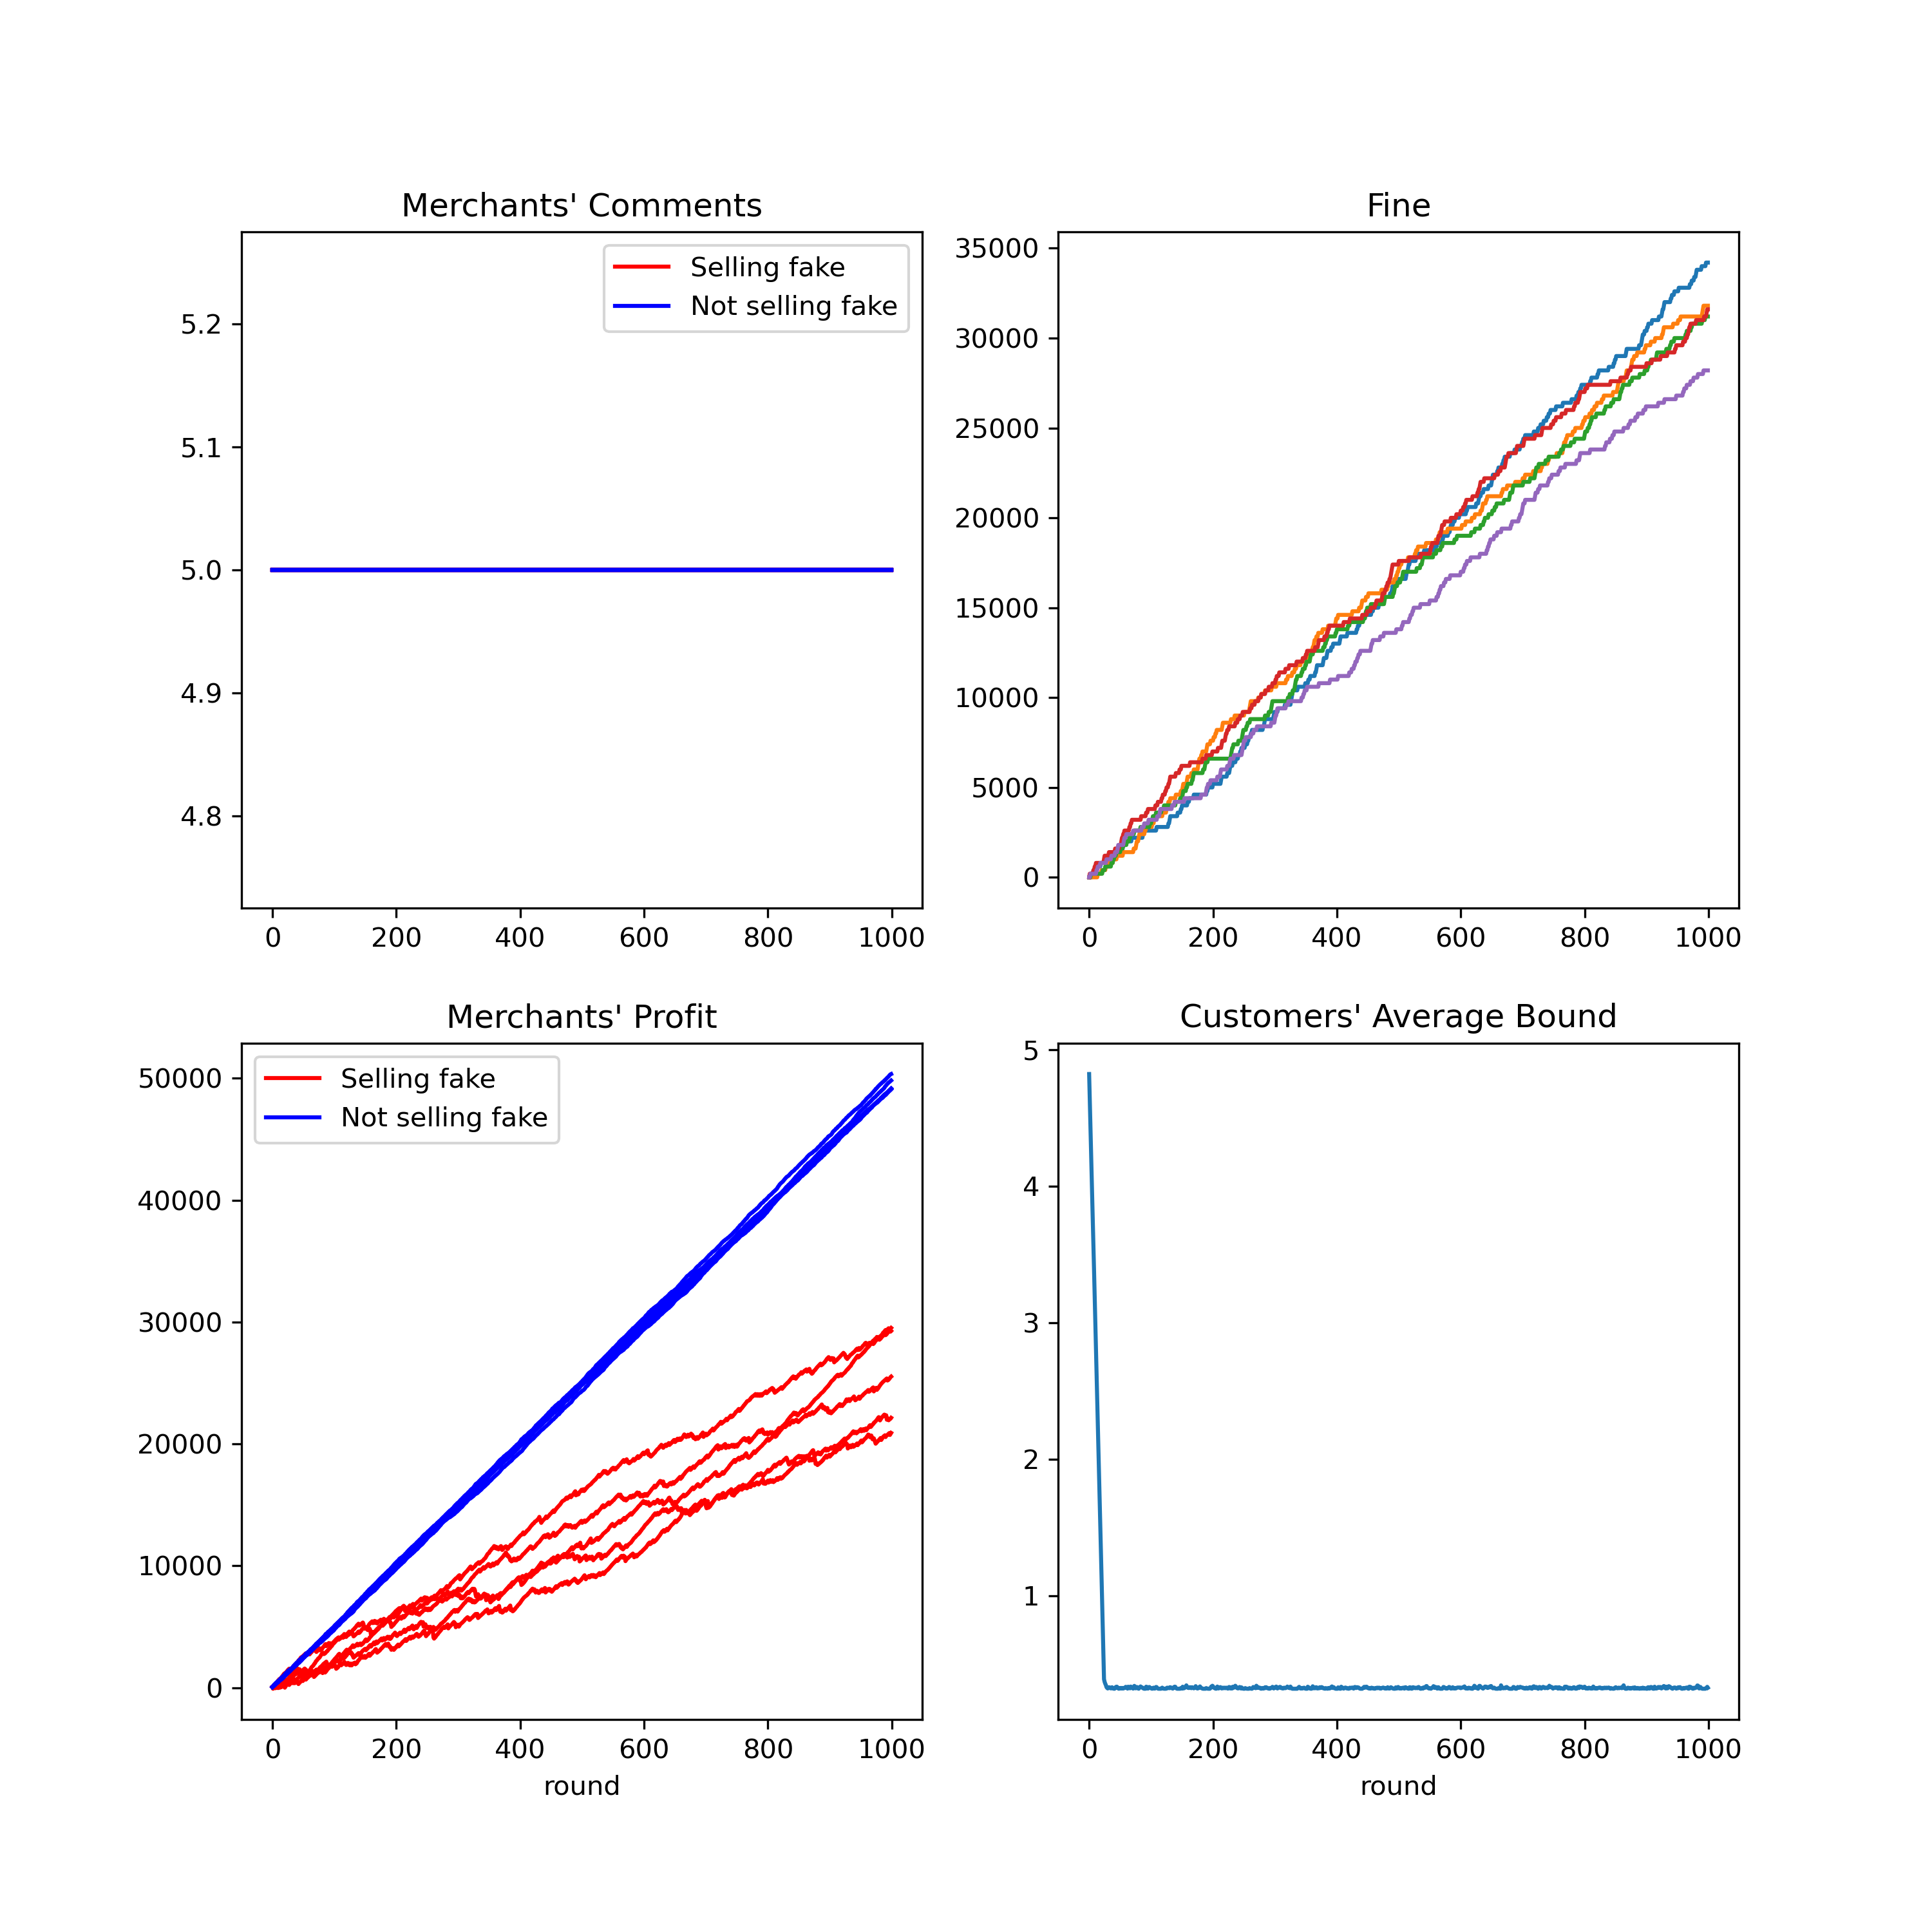 Merchants' Comments
Selling fake
Not selling fake
5.2
5.1
5.0
4.9
4.8
0 200 400 600 800 1000
Fine
35000
30000
25000
20000
15000
10000
5000
0
0 200 400 600 800 1000
Merchants' Profit
Selling fake
Not selling fake
50000
40000
30000
20000
10000
0
0 200 400 600 800 1000
round
Customers' Average Bound
5
4
3
2
1
0 200 400 600 800 1000
round